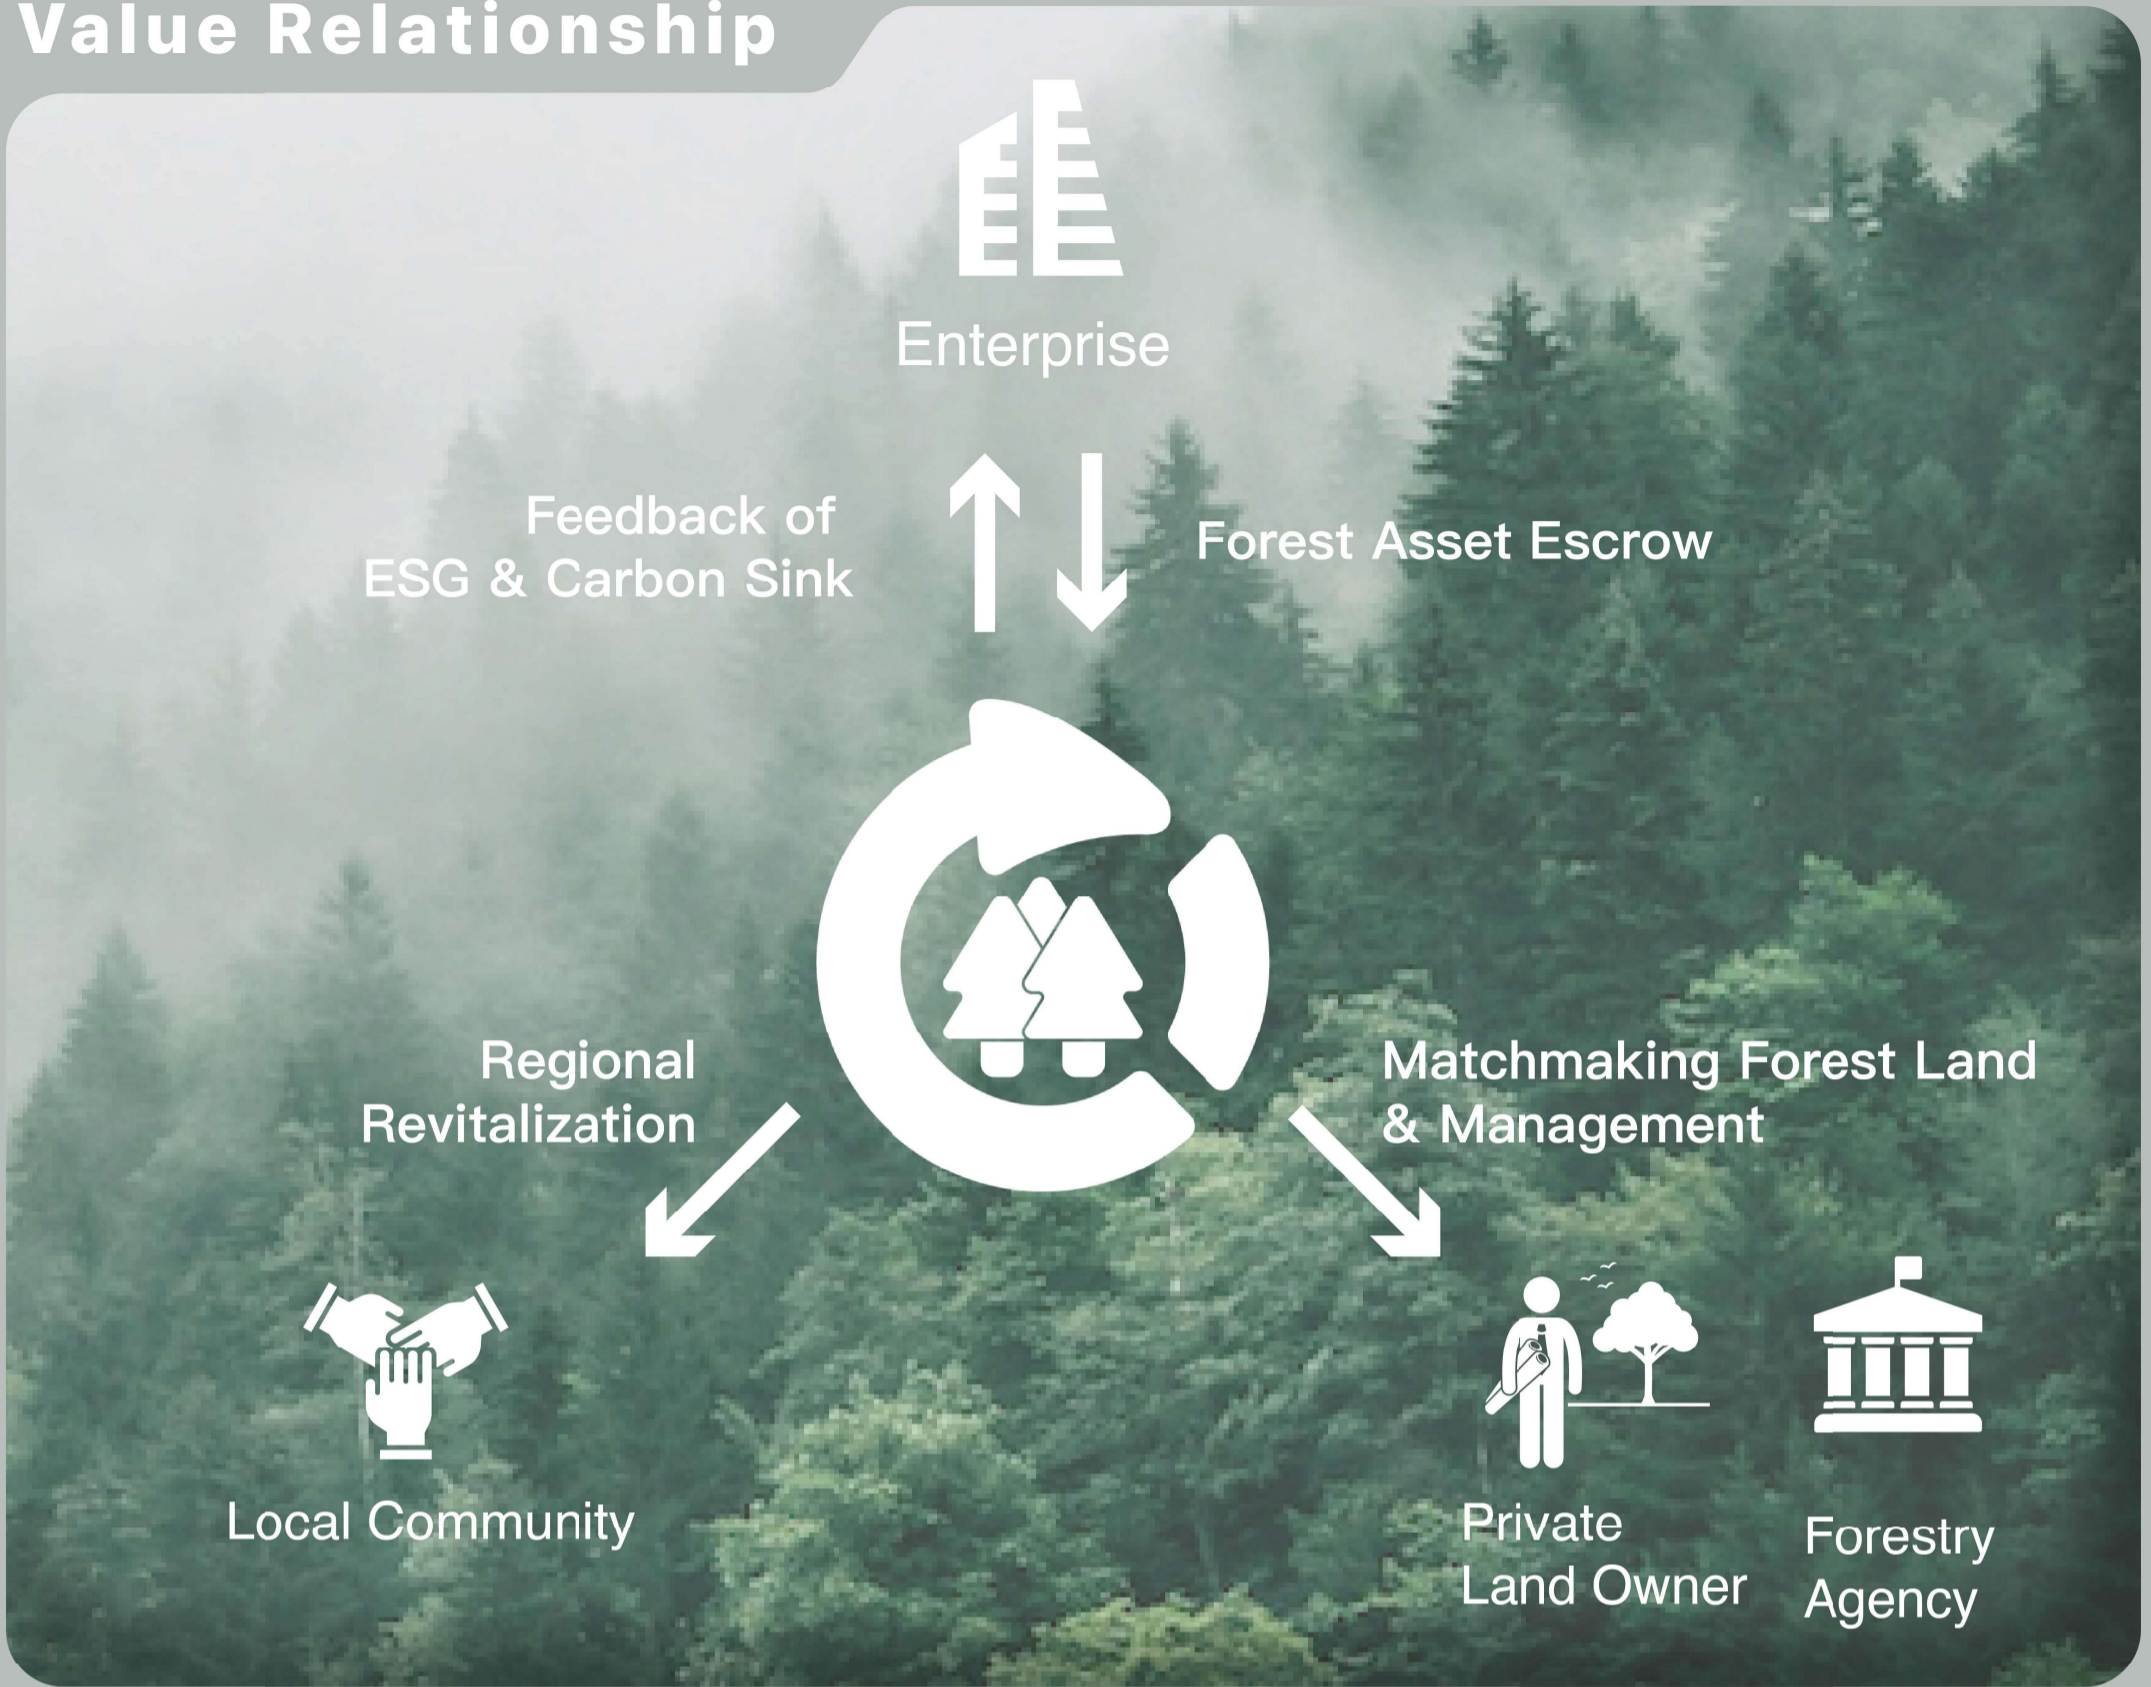 Value Relationship
Enterprise
Feedback of
ESG & Carbon Sink
Forest Asset Escrow
Regional
Revitalization
Matchmaking Forest Land
& Management
Local Community
Private
Land Owner
Forestry
Agency